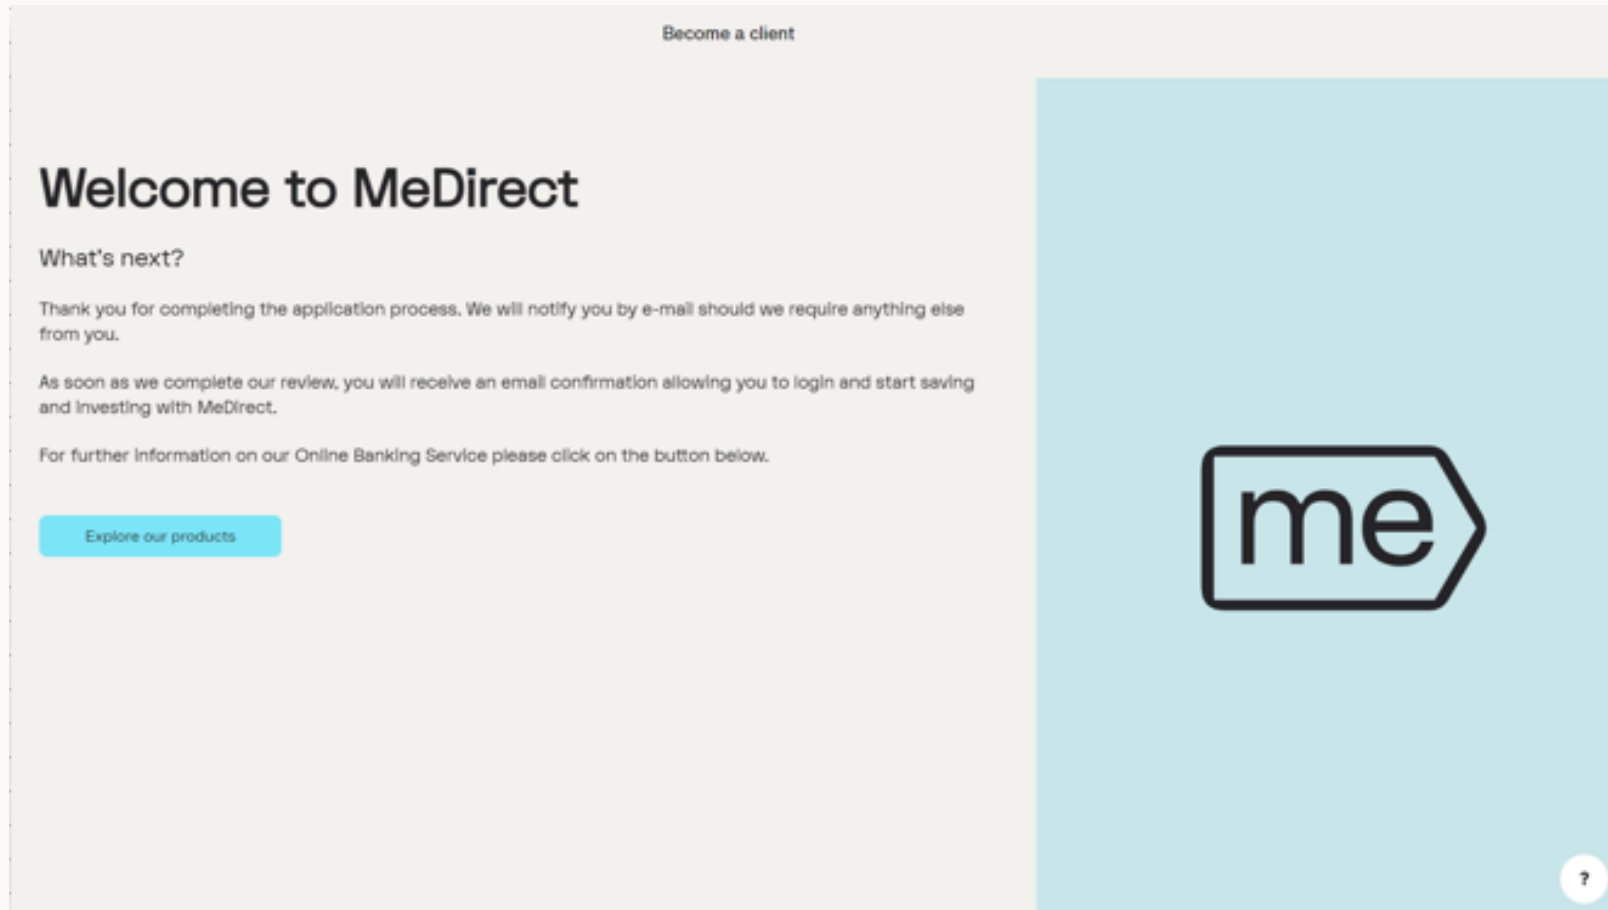 Become a client
Welcome to MeDirect
What's next?
Thank you for completing the application process. We will notify you by e-mail should we require anything else
from you.
As soon as we complete our review, you will receive an email confirmation allowing you to login and start saving
and investing with MeDirect.
For further information on our Online Banking Service please click on the button below.
Explore our products
me
?